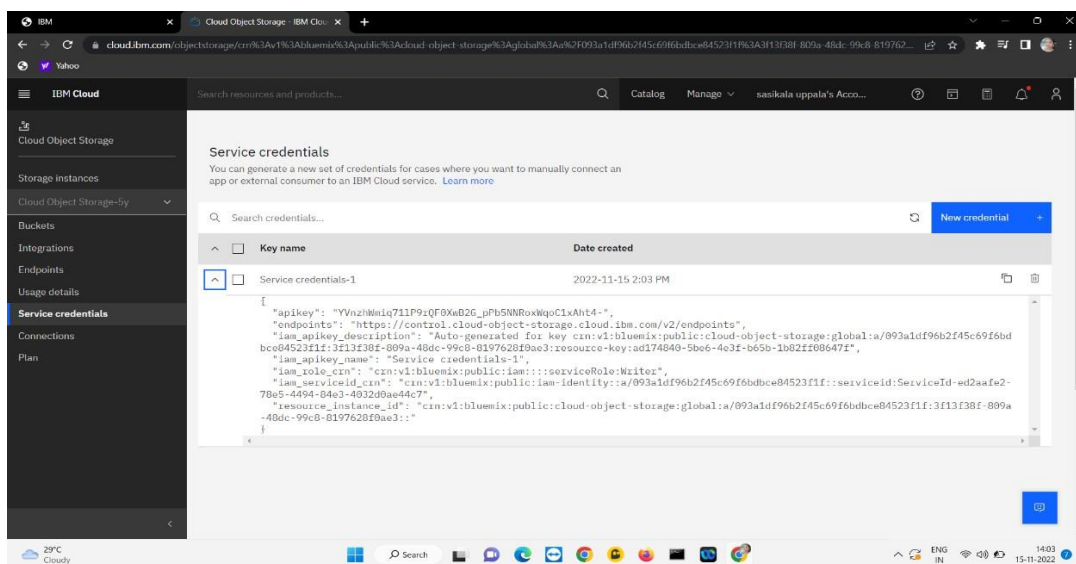 IBM
Cloud Object Storage - IBM Clou
cloud.ibm.com/objectstorage/crn%3Av1%3Abluemix%3Apublic%3Acloud-object-storage%3Aglobal%3Aa%2F093a1df96b2f45c69f6bdbce84523f1f%3A3f13f38f-809a-48dc-99c8-819762...
Yahoo
IBM Cloud
Search resources and products...
Catalog
Manage
sasikala uppala's Acco...
Cloud Object Storage
Storage instances
Cloud Object Storage-5y
Buckets
Integrations
Endpoints
Usage details
Service credentials
Connections
Plan
Service credentials
You can generate a new set of credentials for cases where you want to manually connect an
app or external consumer to an IBM Cloud service. Learn more
Search credentials...
New credential +
Key name Date created
Service credentials-1 2022-11-15 2:03 PM
{
"apikey":
"endpoints": "https://control.cloud-object-storage.cloud.ibm.com/v2/endpoints",
"iam_apikey_description": "Auto-generated for key crn:v1:bluemix:public:cloud-object-storage:global:a/093a1df96b2f45c69f6bd
bce84523f1f:3f13f38f-809a-48dc-99c8-8197628f0ae3:resource-key:ad174840-5be6-4e3f-b65b-1b82ff08647f",
"iam_apikey_name": "Service credentials-1",
"iam_role_crn": "crn:v1:bluemix:public:iam::::serviceRole:Writer",
"iam_serviceid_crn": "crn:v1:bluemix:public:iam-identity::a/093a1df96b2f45c69f6bdbce84523f1f::serviceid:ServiceId-ed2aafe2-
78e5-4494-84e3-4032d0ae44c7",
"resource_instance_id": "crn:v1:bluemix:public:cloud-object-storage:global:a/093a1df96b2f45c69f6bdbce84523f1f:3f13f38f-809a
-48dc-99c8-8197628f0ae3::"
}
29°C
Cloudy
Search
ENG
IN
14:03
15-11-2022
7